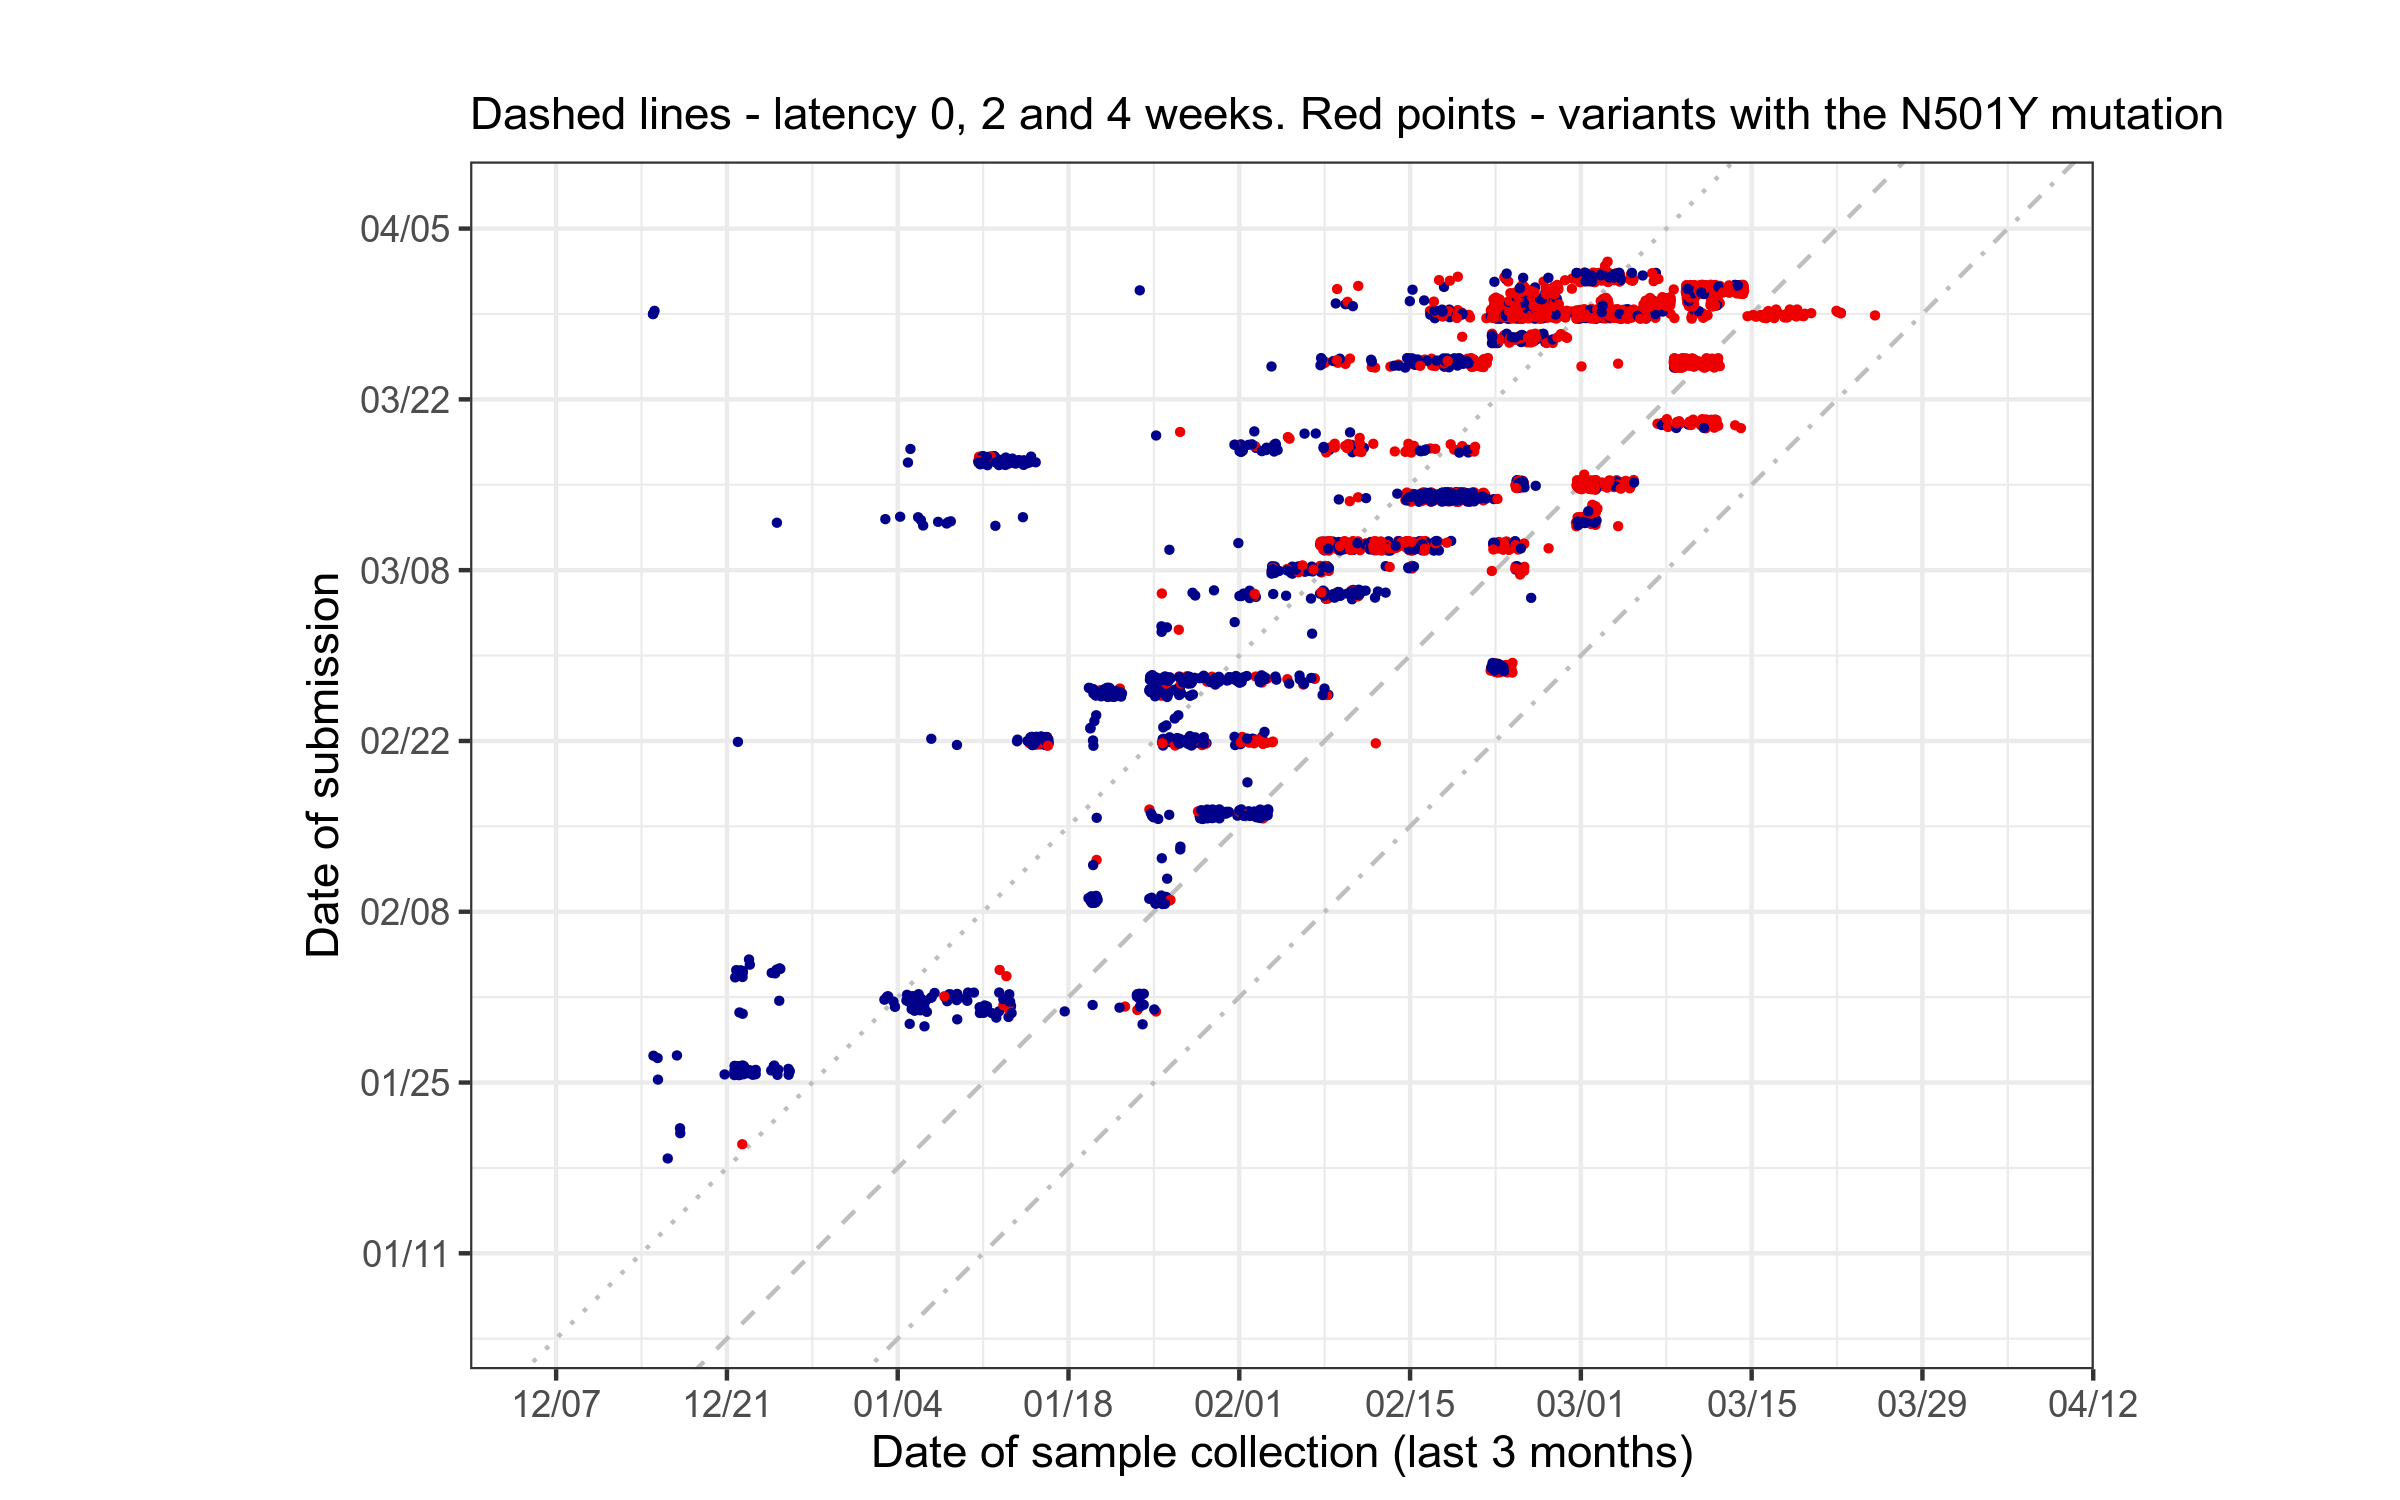 Dashed lines - latency 0, 2 and 4 weeks. Red points - variants with the N501Y mutation
Date of submission
04/05
03/22
03/08
02/22
02/08
01/25
01/11
12/07 12/21 01/04 01/18 02/01 02/15 03/01 03/15 03/29 04/12
Date of sample collection (last 3 months)